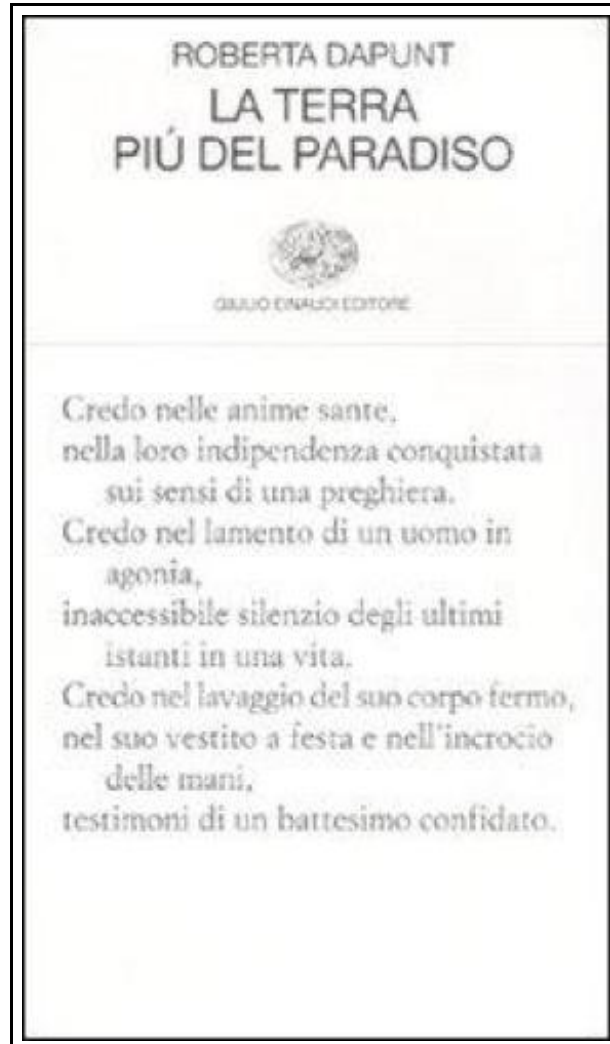 ROBERTA DAPUNT
LA TERRA
PIÚ DEL PARADISO
GIULIO EINAUDI EDITORE
Credo nelle anime sante,
nella loro indipendenza conquistata
sui sensi di una preghiera.
Credo nel lamento di un uomo in
agonia,
inaccessibile silenzio degli ultimi
istanti in una vita.
Credo nel lavaggio del suo corpo fermo,
nel suo vestito a festa e nell'incrocio
delle mani,
testimoni di un battesimo confidato.